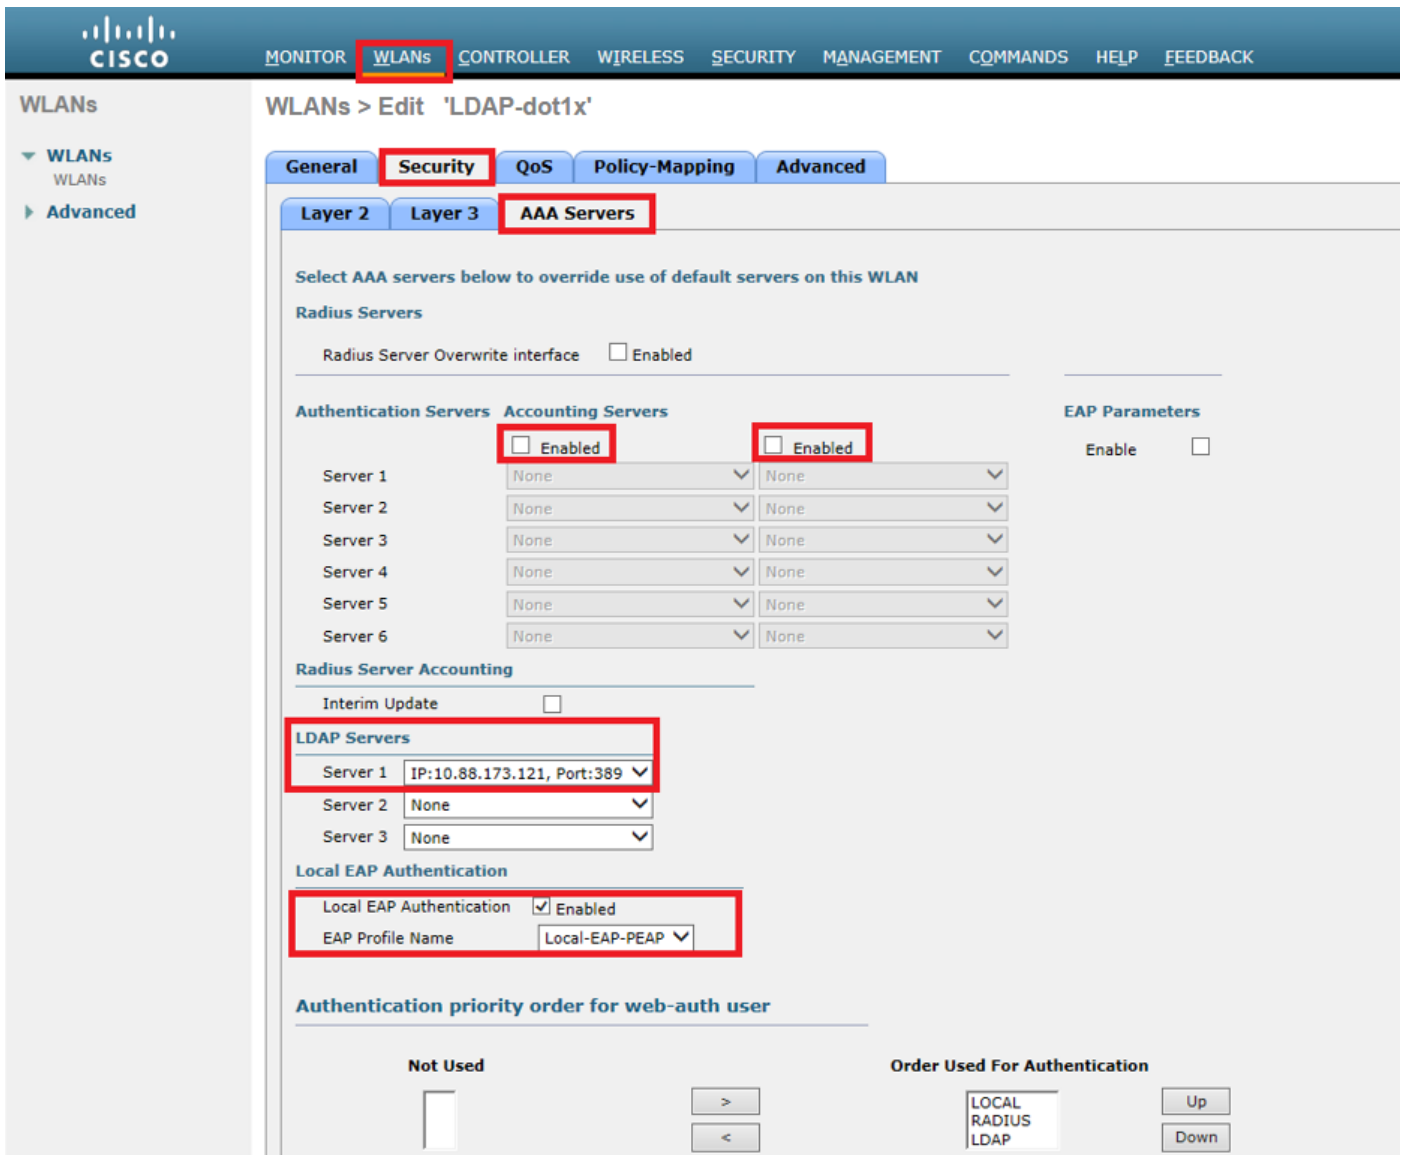 CISCO
MONITOR WLANs CONTROLLER WIRELESS SECURITY MANAGEMENT COMMANDS HELP FEEDBACK
WLANs
WLANs > Edit 'LDAP-dot1x'
WLANs
WLANs
Advanced
General Security QoS Policy-Mapping Advanced
Layer 2 Layer 3 AAA Servers
Select AAA servers below to override use of default servers on this WLAN
Radius Servers
Radius Server Overwrite interface Enabled
Authentication Servers Accounting Servers EAP Parameters
Enabled Enabled Enable
Server 1 None None
Server 2 None None
Server 3 None None
Server 4 None None
Server 5 None None
Server 6 None None
Radius Server Accounting
Interim Update
LDAP Servers
Server 1 IP:10.88.173.121, Port:389
Server 2 None
Server 3 None
Local EAP Authentication
Local EAP Authentication Enabled
EAP Profile Name Local-EAP-PEAP
Authentication priority order for web-auth user
Not Used Order Used For Authentication
> LOCAL Up
RADIUS
< LDAP Down